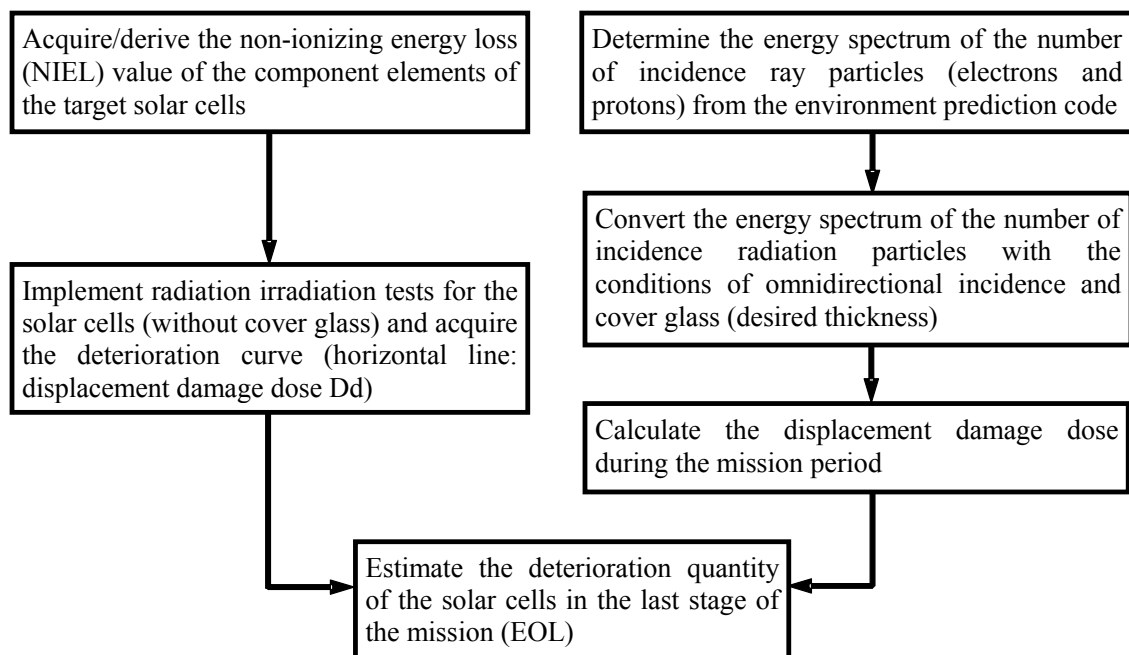 Acquire/derive the non-ionizing energy loss
(NIEL) value of the component elements of
the target solar cells
Determine the energy spectrum of the number
of incidence ray particles (electrons and
protons) from the environment prediction code
Implement radiation irradiation tests for the
solar cells (without cover glass) and acquire
the deterioration curve (horizontal line:
displacement damage dose Dd)
Convert the energy spectrum of the number of
incidence radiation particles with the
conditions of omnidirectional incidence and
cover glass (desired thickness)
Calculate the displacement damage dose
during the mission period
Estimate the deterioration quantity
of the solar cells in the last stage of
the mission (EOL)